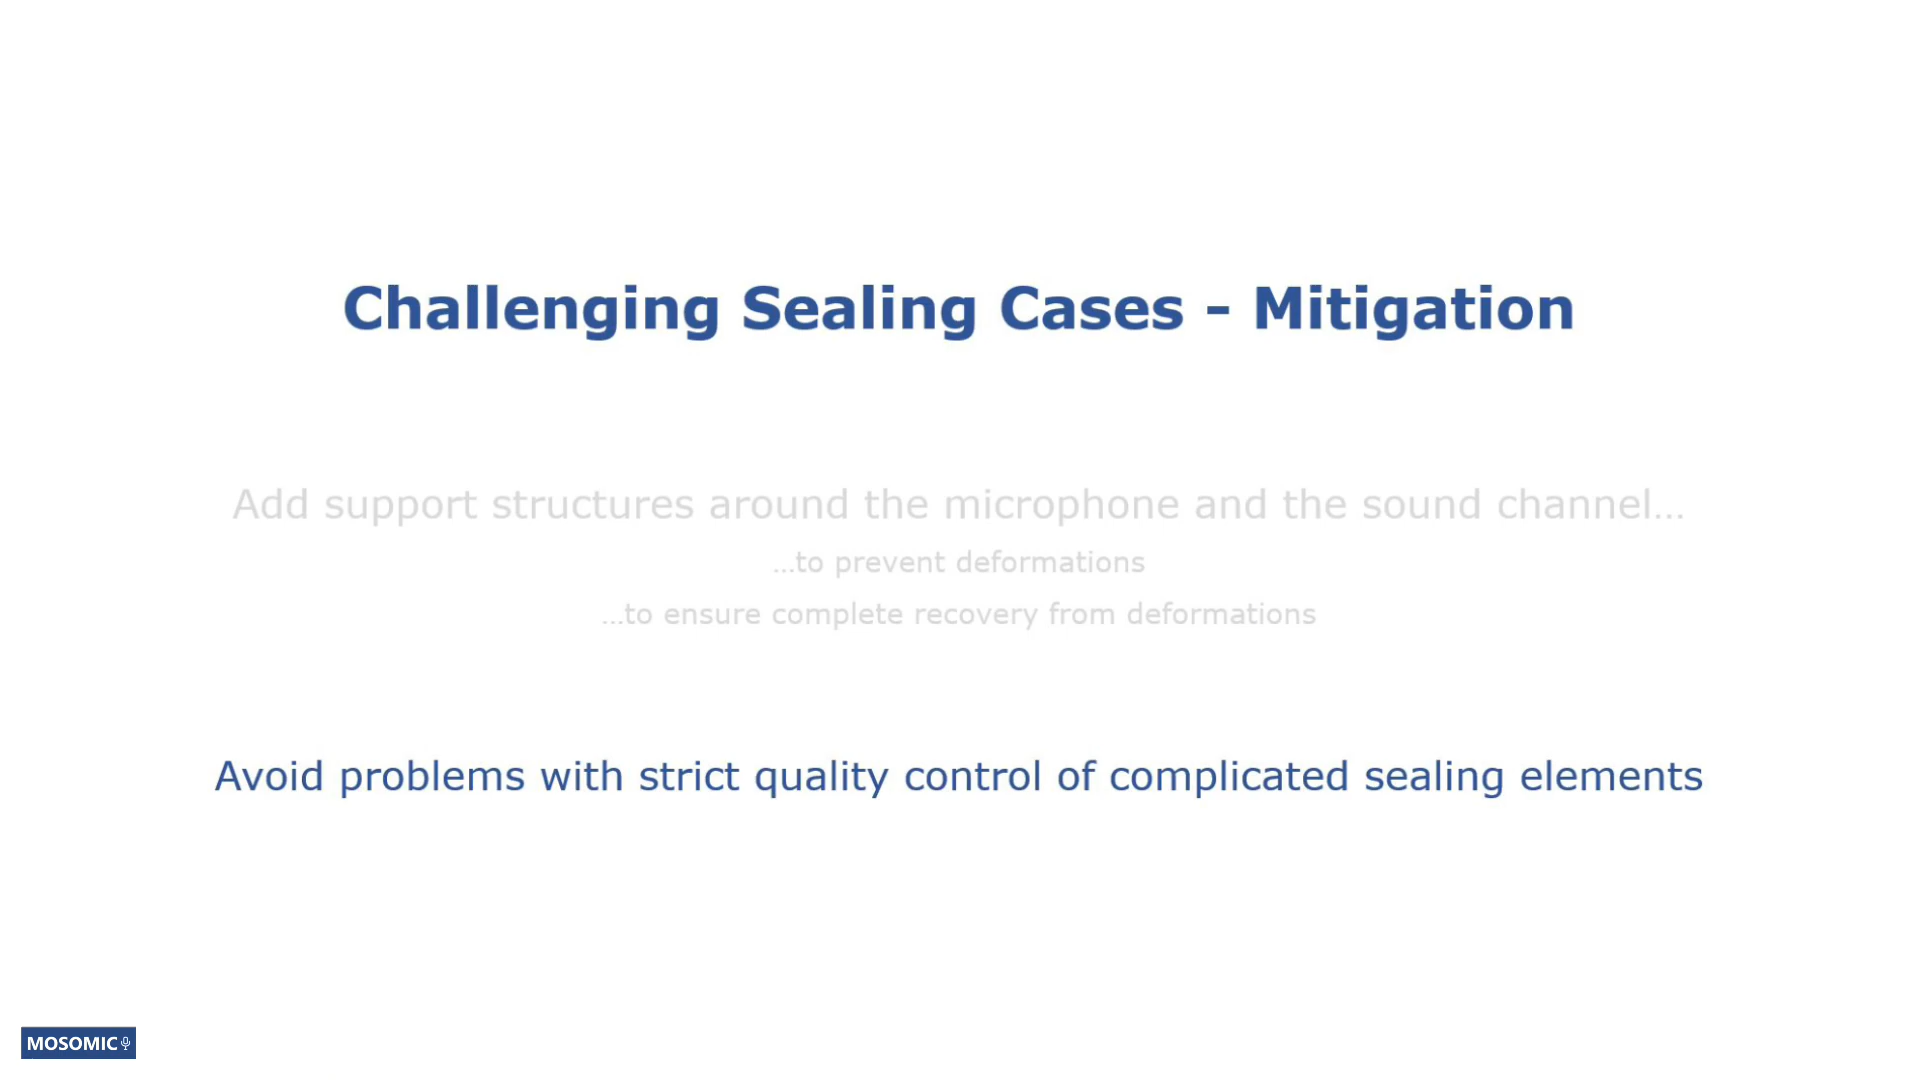 Challenging Sealing Cases - Mitigation
Add support structures around the microphone and the sound channel...
...to prevent deformations
...to ensure complete recovery from deformations
Avoid problems with strict quality control of complicated sealing elements
MOSOMIC